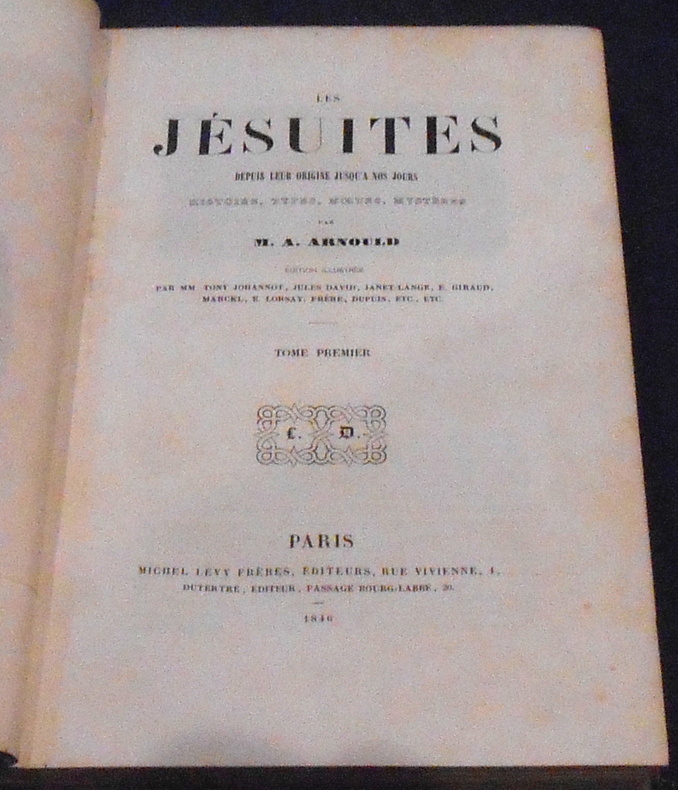 LES
JÉSUITES
DEPUIS LEUR ORIGINE JUSQU'A NOS JOURS
HISTOIRE, TYPES, MŒURS, MYSTÈRES
PAR
M. A. ARNOULD
ÉDITION ILLUSTRÉE
PAR MM. TONY JOHANNOT, JULES DAVID, JANET-LANGE, E. GIRAUD,
MARCEL, E. LORSAY, FRÈRE, DUPUIS, ETC., ETC.
TOME PREMIER
L. D.
PARIS
MICHEL LÉVY FRÈRES, ÉDITEURS, RUE VIVIENNE, 1,
DUTERTRE, ÉDITEUR, PASSAGE BOURG-L'ABBÉ, 20.
1846